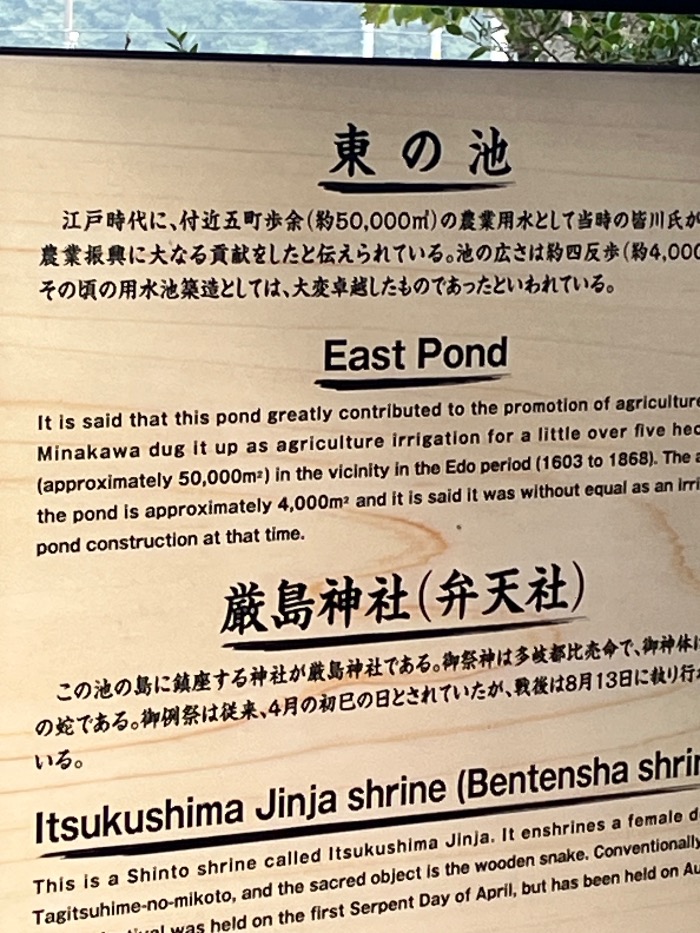 東の池
江戸時代に、付近五町歩余(約50,000㎡)の農業用水として当時の皆川氏が
農業振興に大なる貢献をしたと伝えられている。池の広さは約四反歩(約4,000
その頃の用水池築造としては、大変卓越したものであったといわれている。
East Pond
It is said that this pond greatly contributed to the promotion of agriculture
Minakawa dug it up as agriculture irrigation for a little over five hec
(approximately 50,000m²) in the vicinity in the Edo period (1603 to 1868). The a
the pond is approximately 4,000m² and it is said it was without equal as an irri
pond construction at that time.
厳島神社(弁天社)
この池の島に鎮座する神社が厳島神社である。御祭神は多岐都比売命で、御神体は
の蛇である。御例祭は従来、4月の初巳の日とされていたが、戦後は8月13日に執り行
いる。
Itsukushima Jinja shrine (Bentensha shrin
This is a Shinto shrine called Itsukushima Jinja. It enshrines a female d
Tagitsuhime-no-mikoto, and the sacred object is the wooden snake. Conventionally
was held on the first Serpent Day of April, but has been held on Au